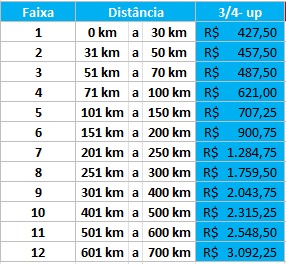 Faixa Distância 3/4- up
1 0 km a 30 km R$ 427,50
2 31 km a 50 km R$ 457,50
3 51 km a 70 km R$ 487,50
4 71 km a 100 km R$ 621,00
5 101 km a 150 km R$ 707,25
6 151 km a 200 km R$ 900,75
7 201 km a 250 km R$ 1.284,75
8 251 km a 300 km R$ 1.759,50
9 301 km a 400 km R$ 2.043,75
10 401 km a 500 km R$ 2.315,25
11 501 km a 600 km R$ 2.548,50
12 601 km a 700 km R$ 3.092,25